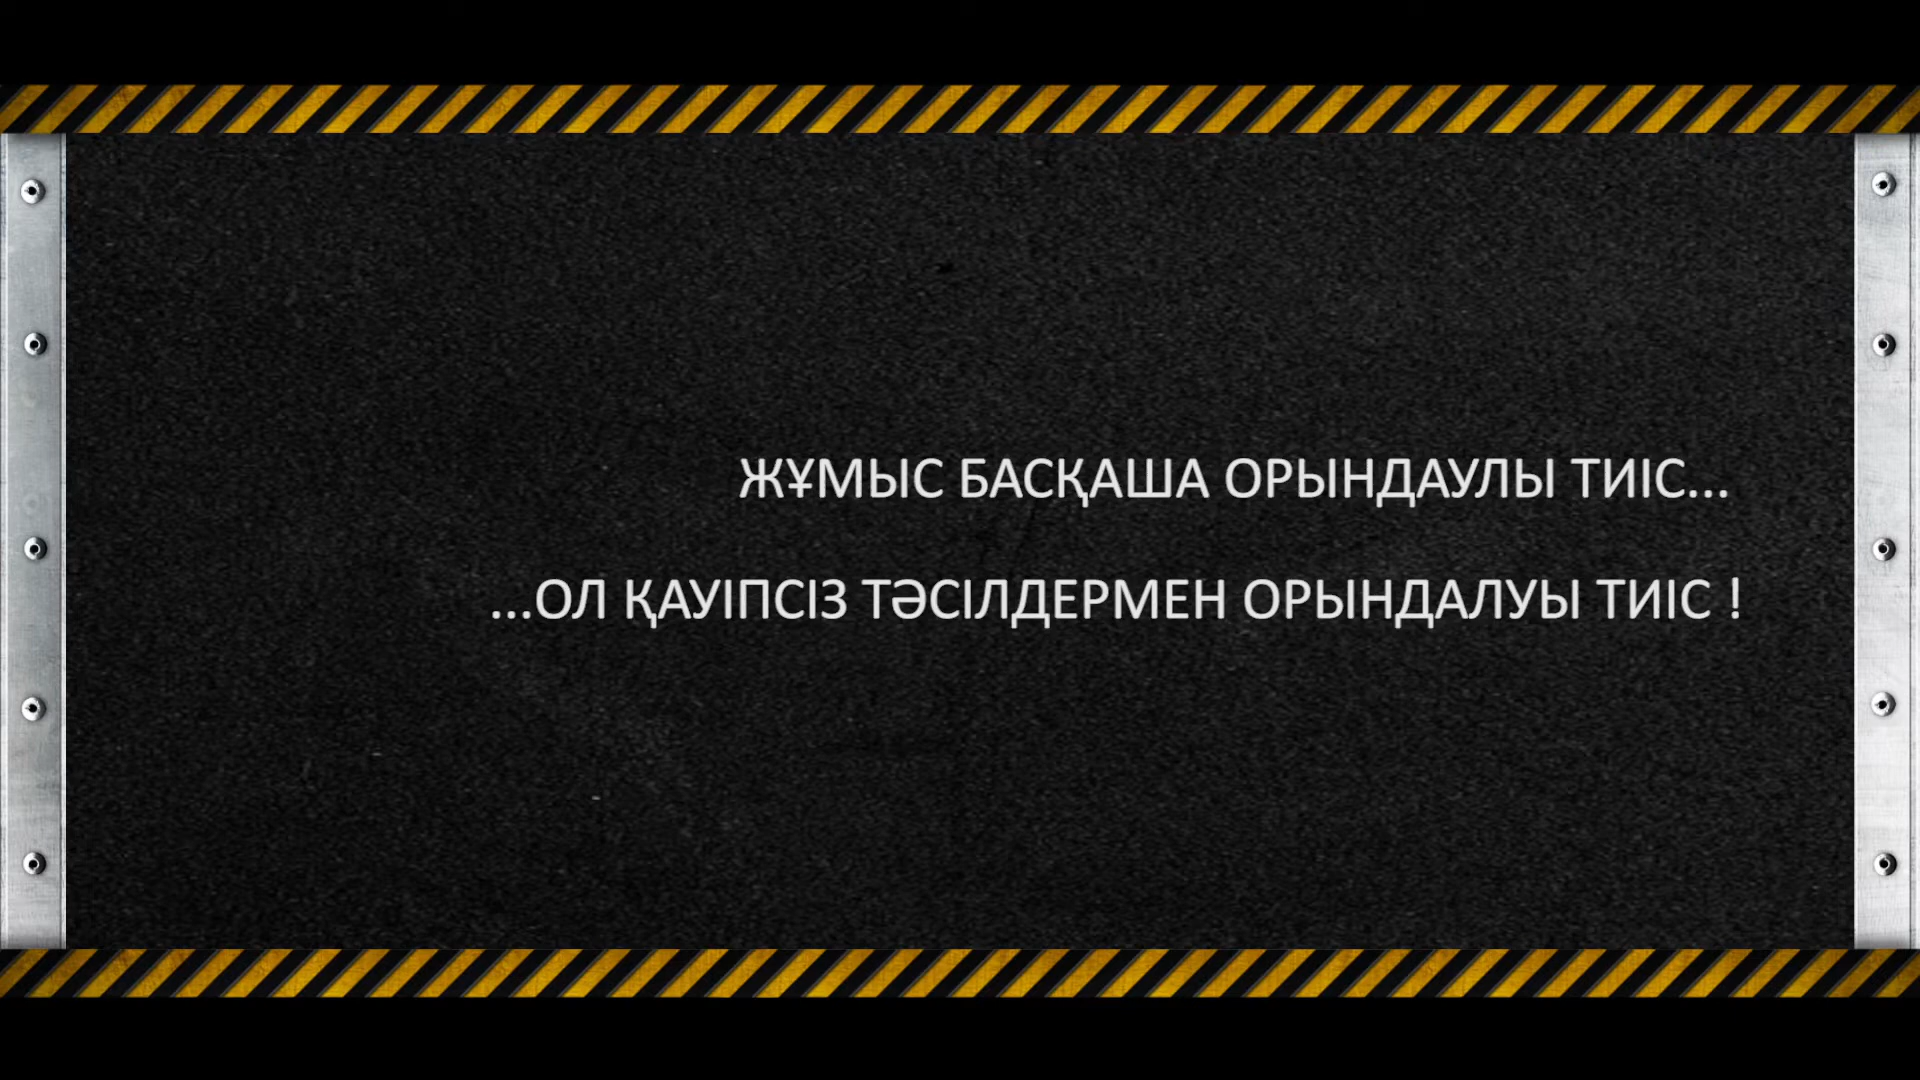 ЖҰМЫС БАСҚАША ОРЫНДАУЛЫ ТИІС...
...ОЛ ҚАУІПСІЗ ТӘСІЛДЕРМЕН ОРЫНДАЛУЫ ТИІС !